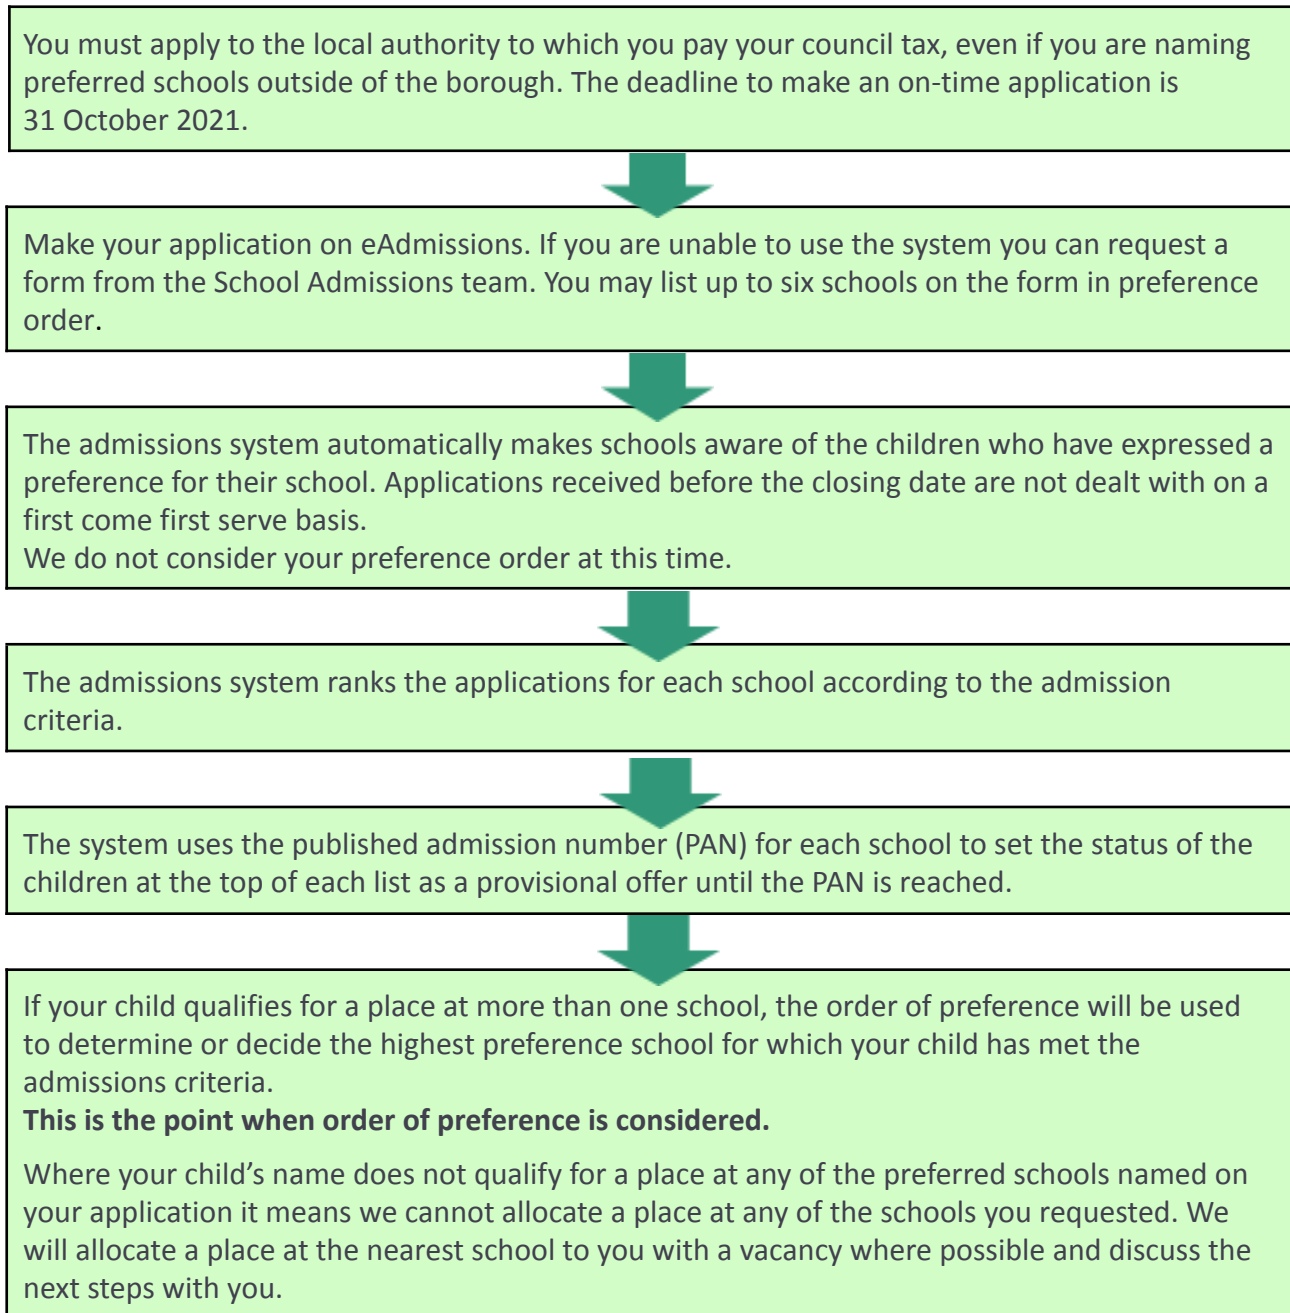 You must apply to the local authority to which you pay your council tax, even if you are naming
preferred schools outside of the borough. The deadline to make an on-time application is
31 October 2021.
Make your application on eAdmissions. If you are unable to use the system you can request a
form from the School Admissions team. You may list up to six schools on the form in preference
order.
The admissions system automatically makes schools aware of the children who have expressed a
preference for their school. Applications received before the closing date are not dealt with on a
first come first serve basis.
We do not consider your preference order at this time.
The admissions system ranks the applications for each school according to the admission
criteria.
The system uses the published admission number (PAN) for each school to set the status of the
children at the top of each list as a provisional offer until the PAN is reached.
If your child qualifies for a place at more than one school, the order of preference will be used
to determine or decide the highest preference school for which your child has met the
admissions criteria.
This is the point when order of preference is considered.
Where your child’s name does not qualify for a place at any of the preferred schools named on
your application it means we cannot allocate a place at any of the schools you requested. We
will allocate a place at the nearest school to you with a vacancy where possible and discuss the
next steps with you.